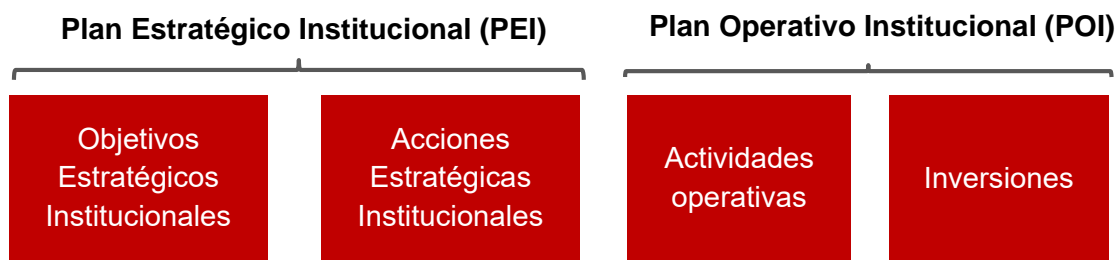 Plan Estratégico Institucional (PEI)
Plan Operativo Institucional (POI)
Objetivos
Estratégicos
Institucionales
Acciones
Estratégicas
Institucionales
Actividades
operativas
Inversiones